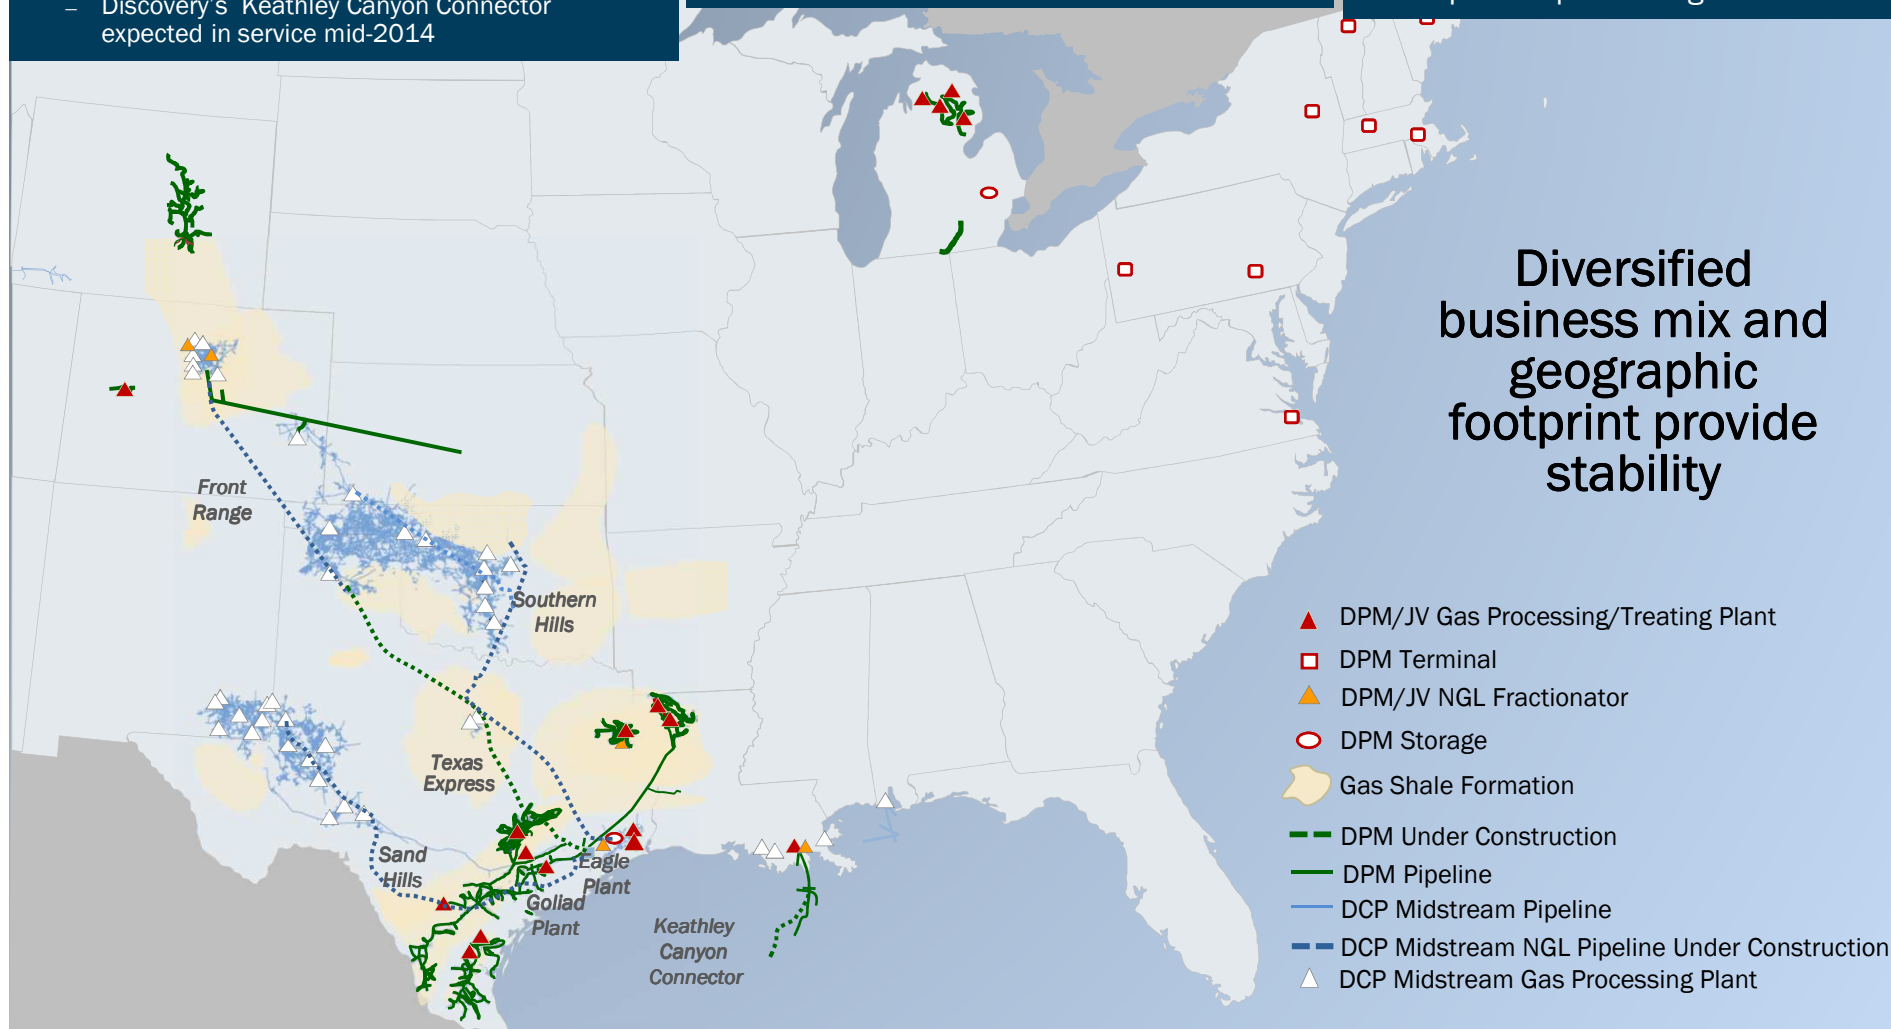 – Discovery's Keathley Canyon Connector
expected in service mid-2014
Diversified
business mix and
geographic
footprint provide
stability
Front
Range
Southern
Hills
Texas
Express
Sand
Hills
Eagle
Plant
Goliad
Plant
Keathley
Canyon
Connector
DPM/JV Gas Processing/Treating Plant
DPM Terminal
DPM/JV NGL Fractionator
DPM Storage
Gas Shale Formation
DPM Under Construction
DPM Pipeline
DCP Midstream Pipeline
DCP Midstream NGL Pipeline Under Construction
DCP Midstream Gas Processing Plant